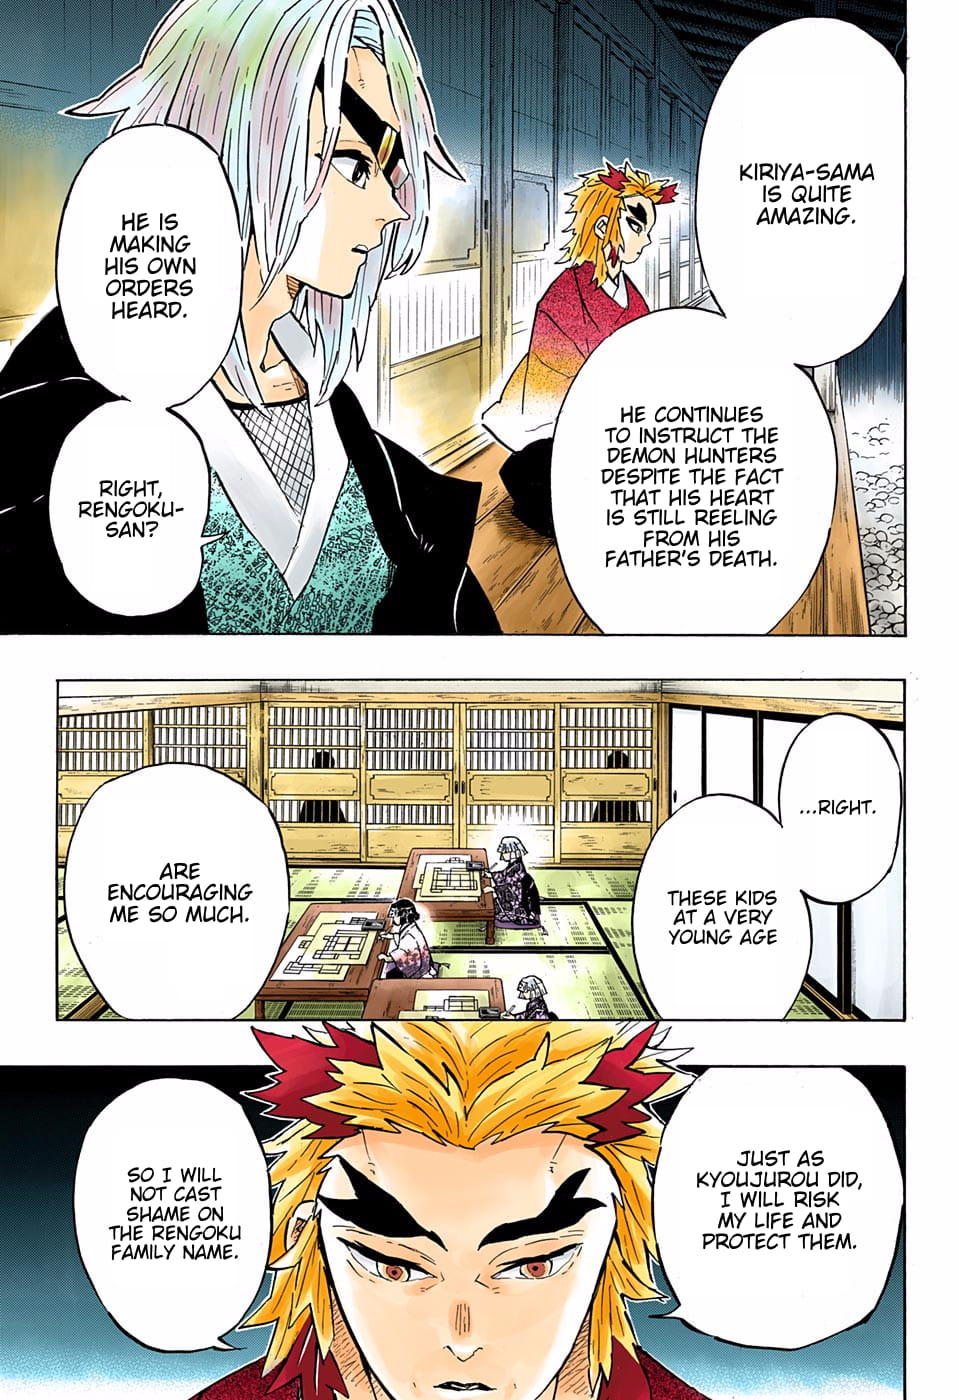 KIRIYA-SAMA
IS QUITE
AMAZING.
HE CONTINUES
TO INSTRUCT THE
DEMON HUNTERS
DESPITE THE FACT
THAT HIS HEART
IS STILL REELING
FROM HIS
FATHER'S DEATH.
HE IS
MAKING
HIS OWN
ORDERS
HEARD.
RIGHT,
RENGOKU-
SAN?
...RIGHT.
THESE KIDS
AT A VERY
YOUNG AGE
ARE
ENCOURAGING
ME SO MUCH.
JUST AS
KYOUJUROU DID,
I WILL RISK
MY LIFE AND
PROTECT THEM.
SO I WILL
NOT CAST
SHAME ON
THE RENGOKU
FAMILY NAME.